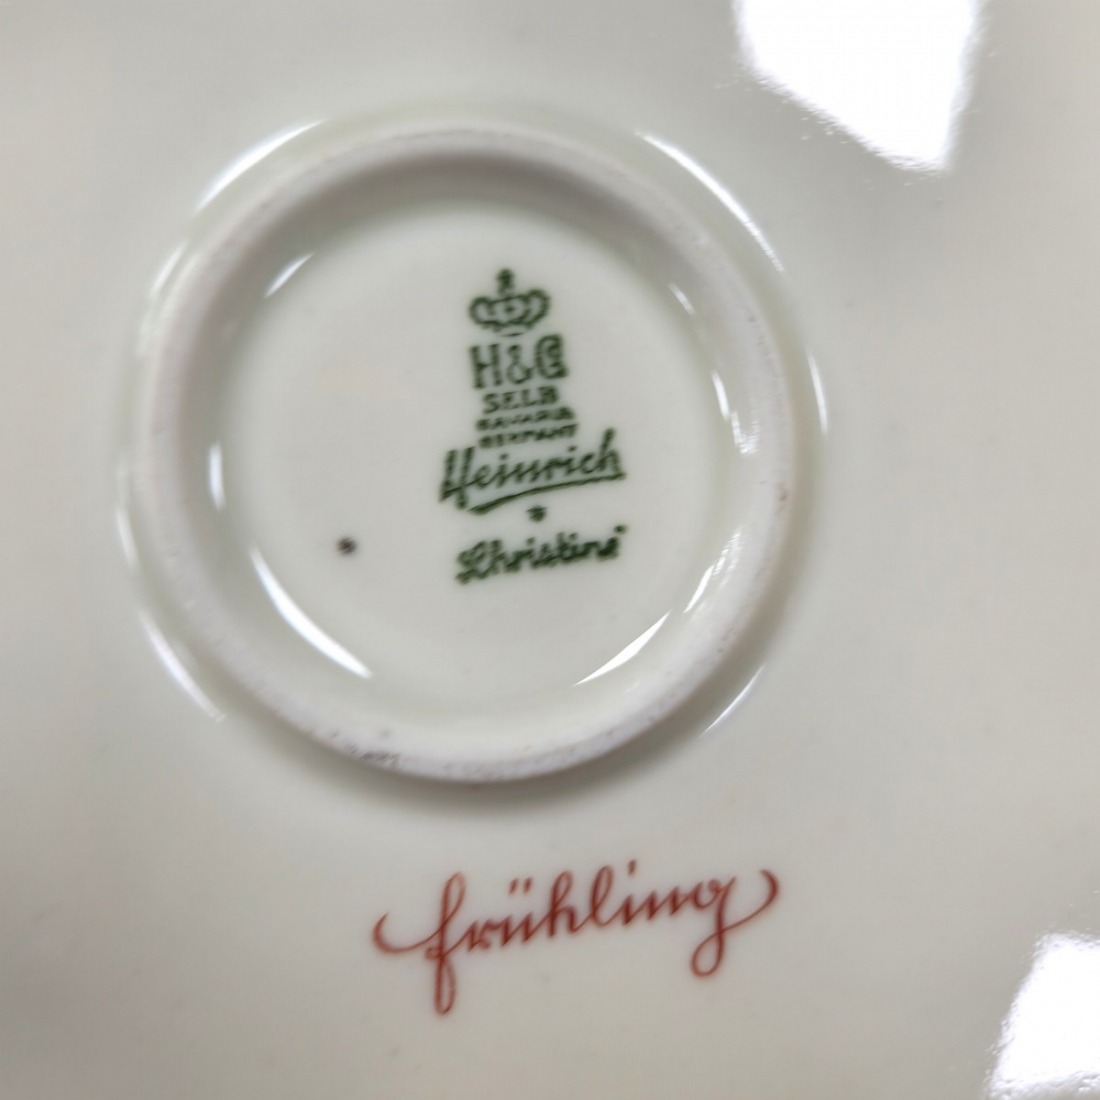 H&C
SELB
BAVARIA
GERMANY
Heinrich
"Christine"
frühling